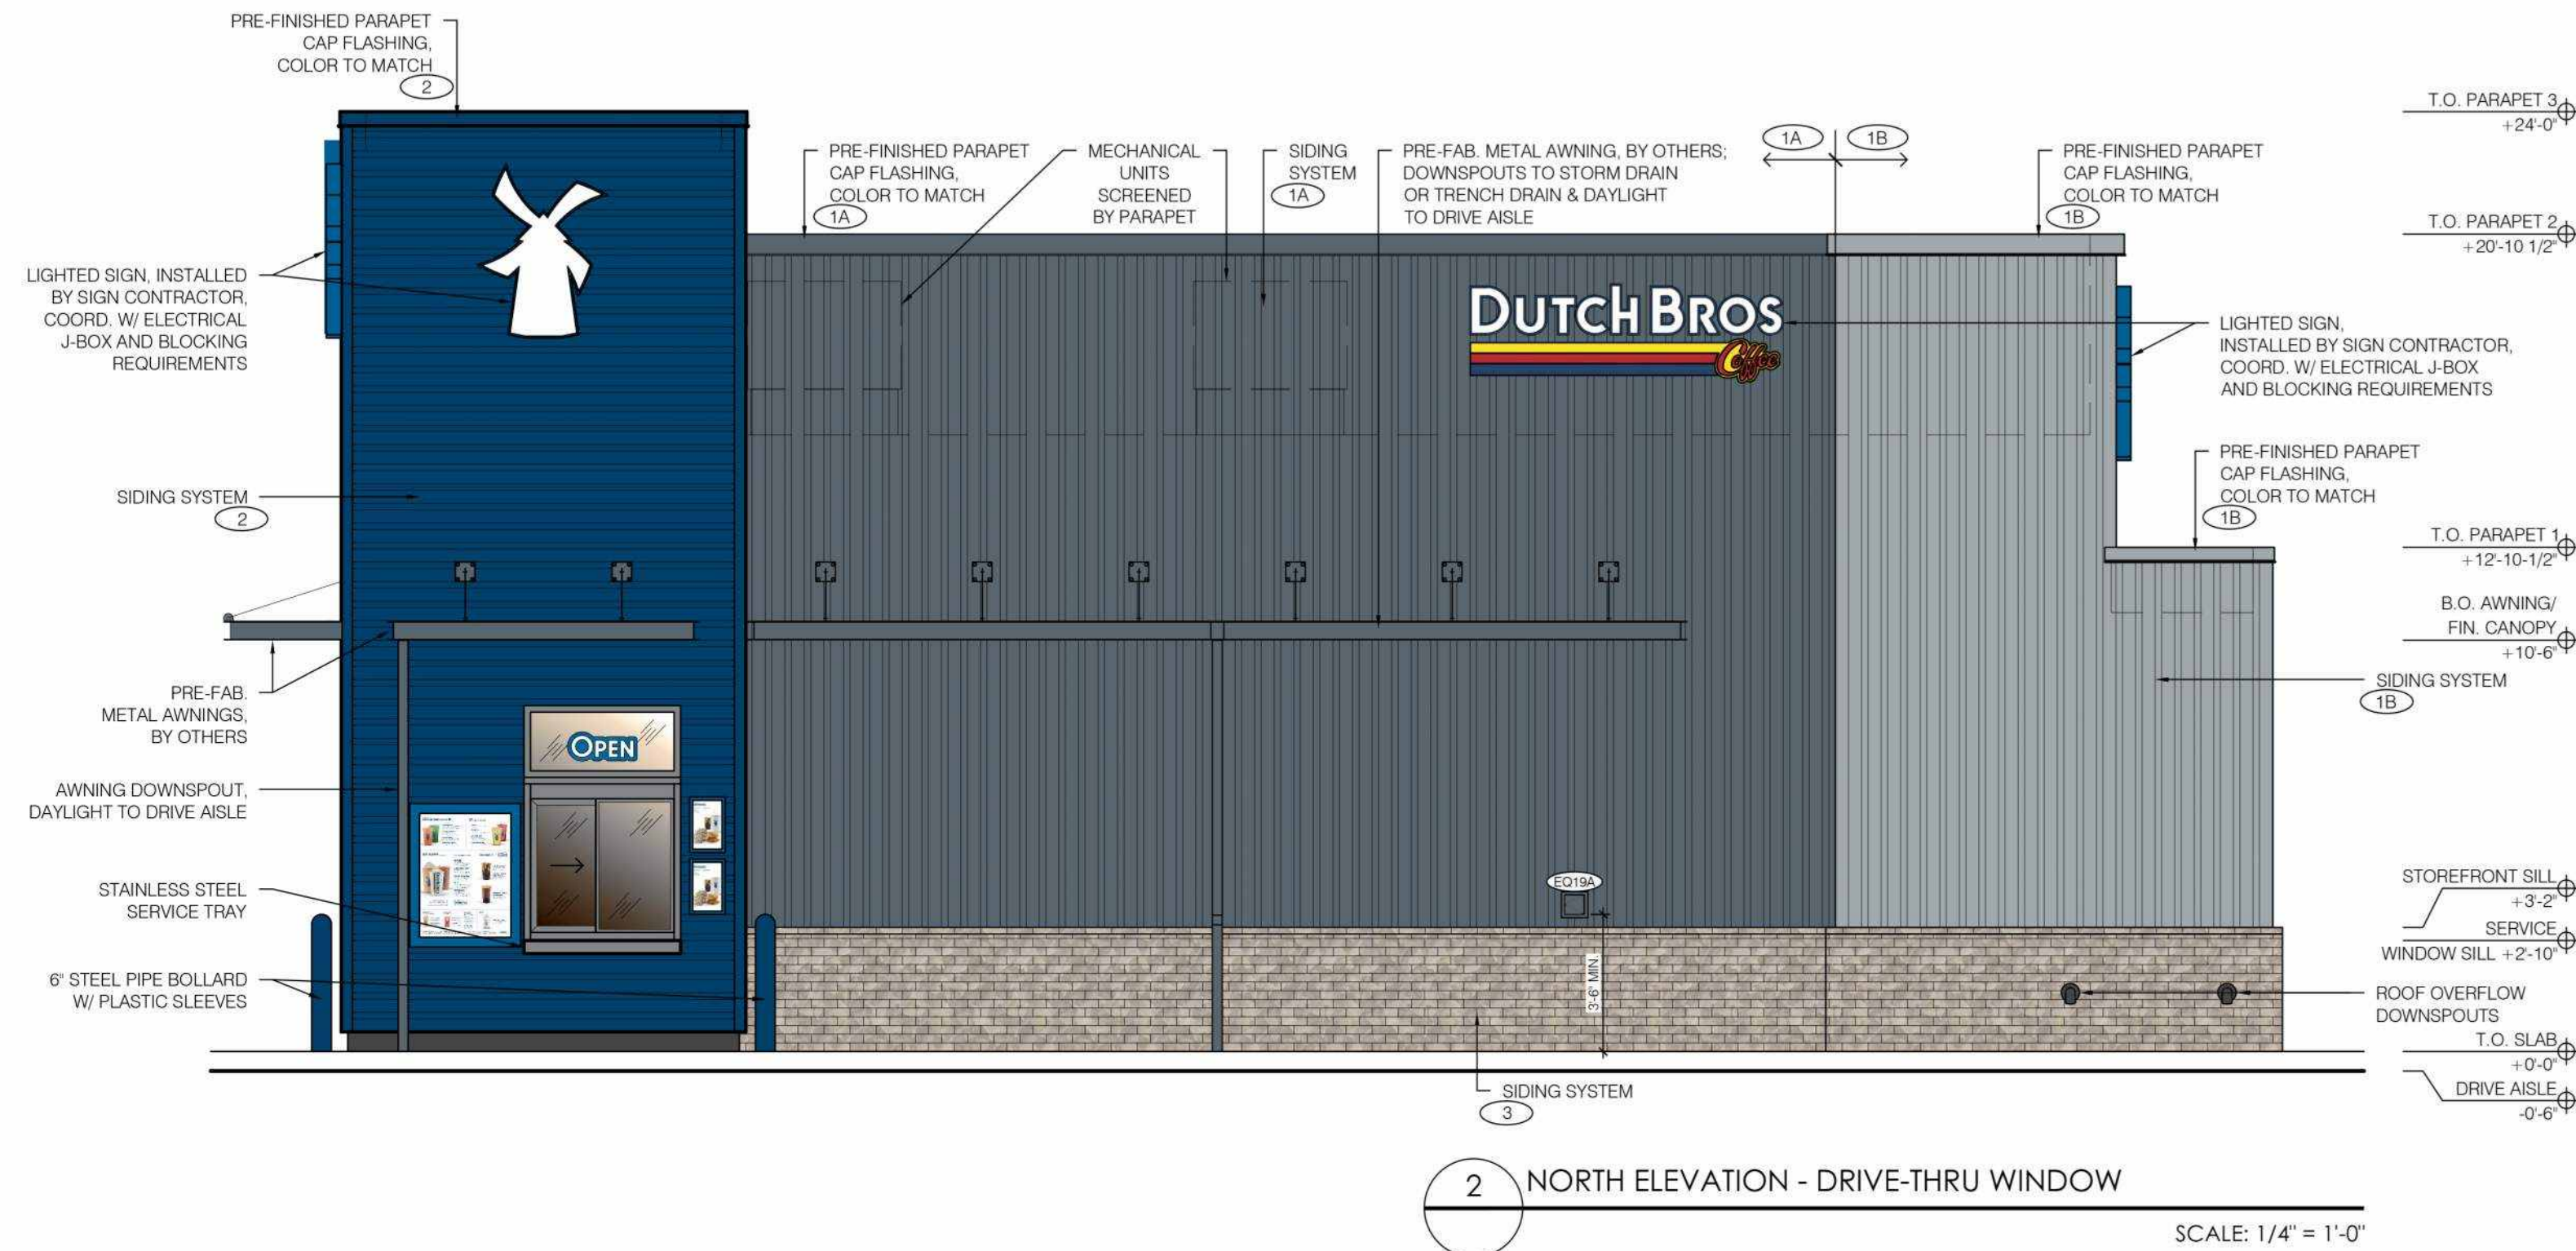 PRE-FINISHED PARAPET
CAP FLASHING,
COLOR TO MATCH
2
LIGHTED SIGN, INSTALLED
BY SIGN CONTRACTOR,
COORD. W/ ELECTRICAL
J-BOX AND BLOCKING
REQUIREMENTS
SIDING SYSTEM
2
PRE-FAB.
METAL AWNINGS,
BY OTHERS
AWNING DOWNSPOUT,
DAYLIGHT TO DRIVE AISLE
STAINLESS STEEL
SERVICE TRAY
6" STEEL PIPE BOLLARD
W/ PLASTIC SLEEVES
OPEN
PRE-FINISHED PARAPET
CAP FLASHING,
COLOR TO MATCH
1A
MECHANICAL
UNITS
SCREENED
BY PARAPET
SIDING
SYSTEM
1A
PRE-FAB. METAL AWNING, BY OTHERS;
DOWNSPOUTS TO STORM DRAIN
OR TRENCH DRAIN & DAYLIGHT
TO DRIVE AISLE
1A
1B
PRE-FINISHED PARAPET
CAP FLASHING,
COLOR TO MATCH
1B
DUTCH BROS
Coffee
LIGHTED SIGN,
INSTALLED BY SIGN CONTRACTOR,
COORD. W/ ELECTRICAL J-BOX
AND BLOCKING REQUIREMENTS
PRE-FINISHED PARAPET
CAP FLASHING,
COLOR TO MATCH
1B
SIDING SYSTEM
1B
EQ19A
3'-6" MIN.
ROOF OVERFLOW
DOWNSPOUTS
SIDING SYSTEM
3
T.O. PARAPET 3
+24'-0"
T.O. PARAPET 2
+20'-10 1/2"
T.O. PARAPET 1
+12'-10-1/2"
B.O. AWNING/
FIN. CANOPY
+10'-6"
STOREFRONT SILL
+3'-2"
SERVICE
WINDOW SILL +2'-10"
T.O. SLAB
+0'-0"
DRIVE AISLE
-0'-6"
2
NORTH ELEVATION - DRIVE-THRU WINDOW
SCALE: 1/4" = 1'-0"